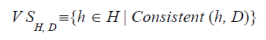 VS_{H, D} ≡ {h ∈ H | Consistent (h, D)}